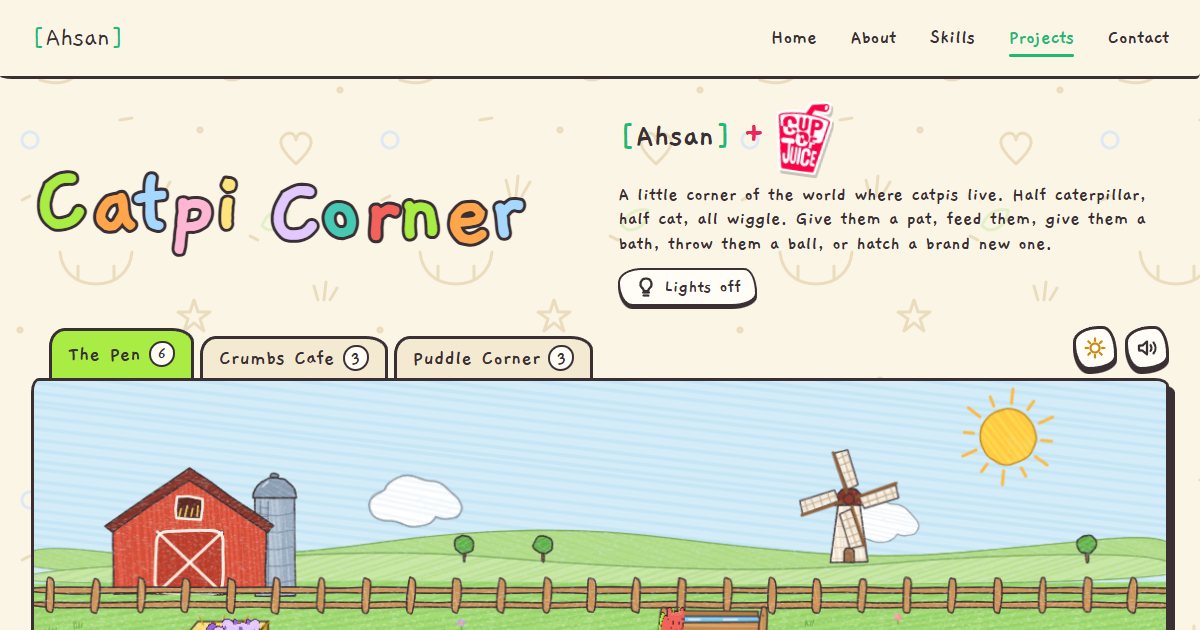 [Ahsan]
Home
About
Skills
Projects
Contact
Catpi Corner
[Ahsan] +
CUP
OF
JUICE
A little corner of the world where catpis live. Half caterpillar,
half cat, all wiggle. Give them a pat, feed them, give them a
bath, throw them a ball, or hatch a brand new one.
Lights off
The Pen 6
Crumbs Cafe 3
Puddle Corner 3